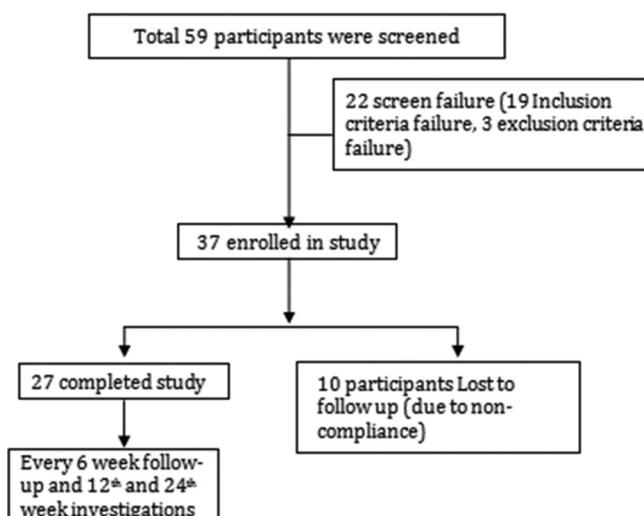 Total 59 participants were screened
22 screen failure (19 Inclusion
criteria failure, 3 exclusion criteria
failure)
37 enrolled in study
27 completed study
10 participants Lost to
follow up (due to non-
compliance)
Every 6 week follow-
up and 12th and 24th
week investigations